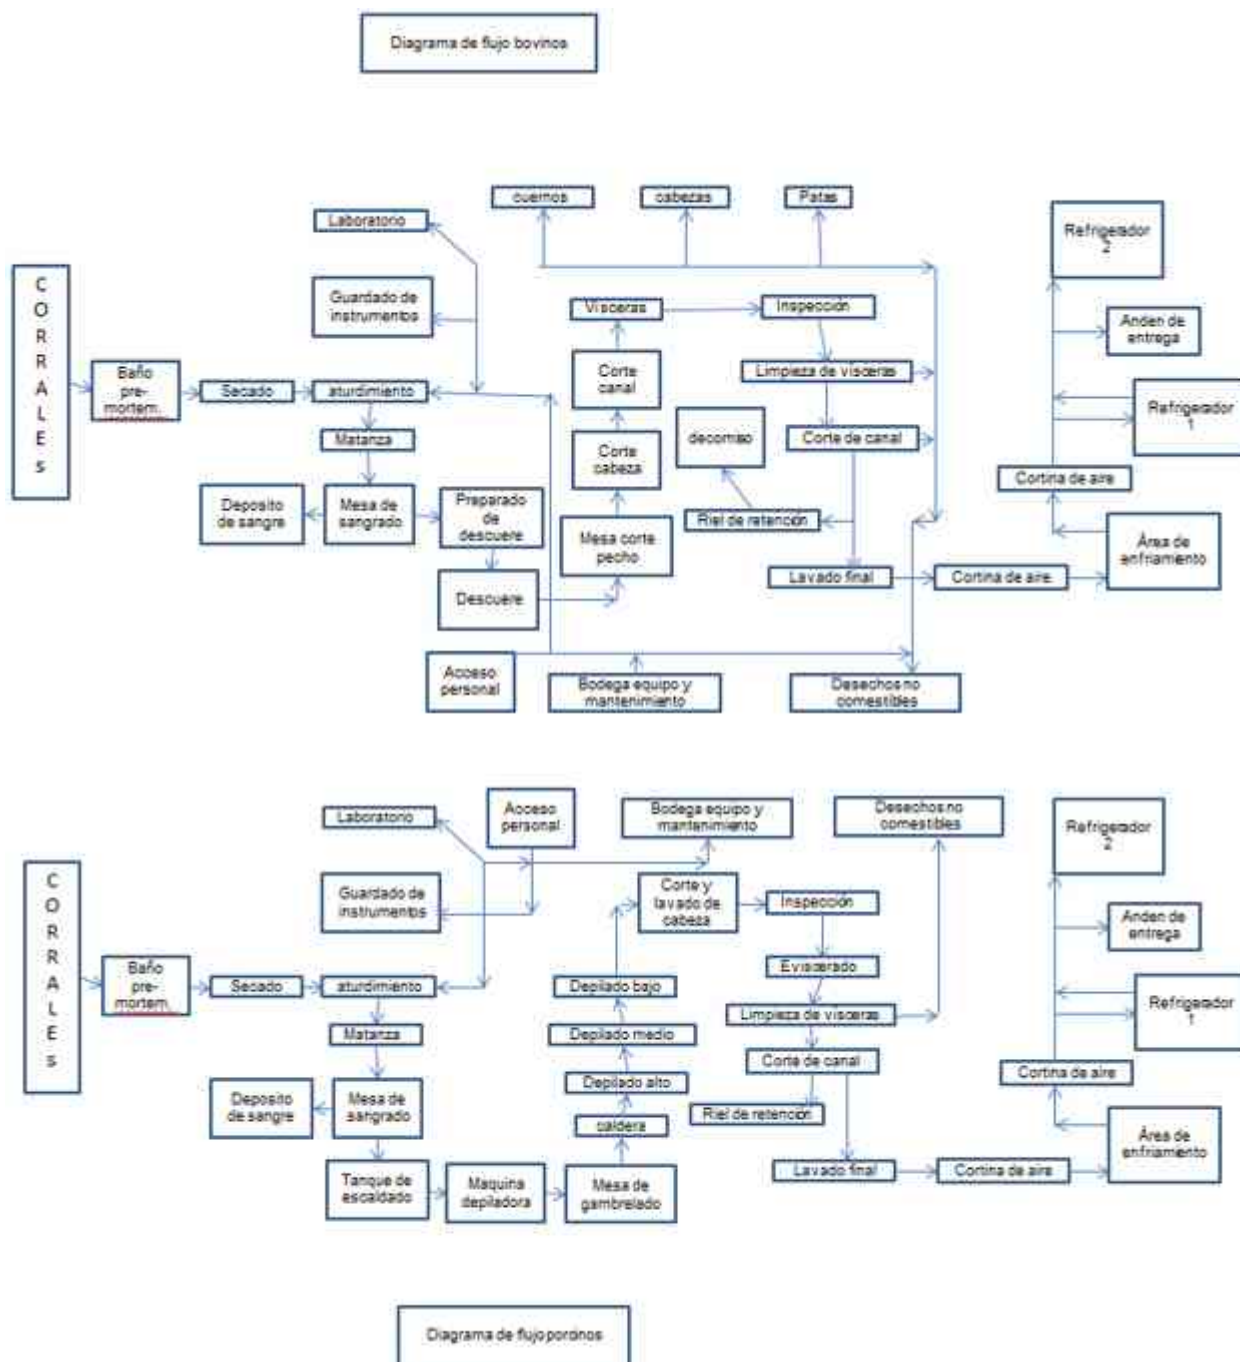 Diagrama de flujo bovinos
cuernos
cabezas
Patas
Laboratorio
Refrigerador
2
C
O
R
R
A
L
E
s
Guardado de
instrumentos
Visceras
Inspección
Anden de
entrega
Baño
pre-
mortem.
Secado
aturdimiento
Corte
canal
Limpieza de visceras
Refrigerador
1
Matanza
Corte
cabeza
decomiso
Corte de canal
Cortina de aire
Deposito
de sangre
Mesa de
sangrado
Preparado
de
descuere
Mesa corte
pecho
Riel de retención
Área de
enfriamiento
Descuere
Lavado final
Cortina de aire
Acceso
personal
Bodega equipo y
mantenimiento
Desechos no
comestibles
Laboratorio
Acceso
personal
Bodega equipo y
mantenimiento
Desechos no
comestibles
Refrigerador
2
C
O
R
R
A
L
E
s
Guardado de
instrumentos
Corte y
lavado de
cabeza
Inspección
Anden de
entrega
Baño
pre-
mortem.
Secado
aturdimiento
Depilado bajo
Eviscerado
Limpieza de visceras
Refrigerador
1
Matanza
Depilado medio
Corte de canal
Cortina de aire
Deposito
de sangre
Mesa de
sangrado
Depilado alto
caldera
Riel de retención
Área de
enfriamiento
Tanque de
escaldado
Maquina
depiladora
Mesa de
gambrelado
Lavado final
Cortina de aire
Diagrama de flujo porcinos